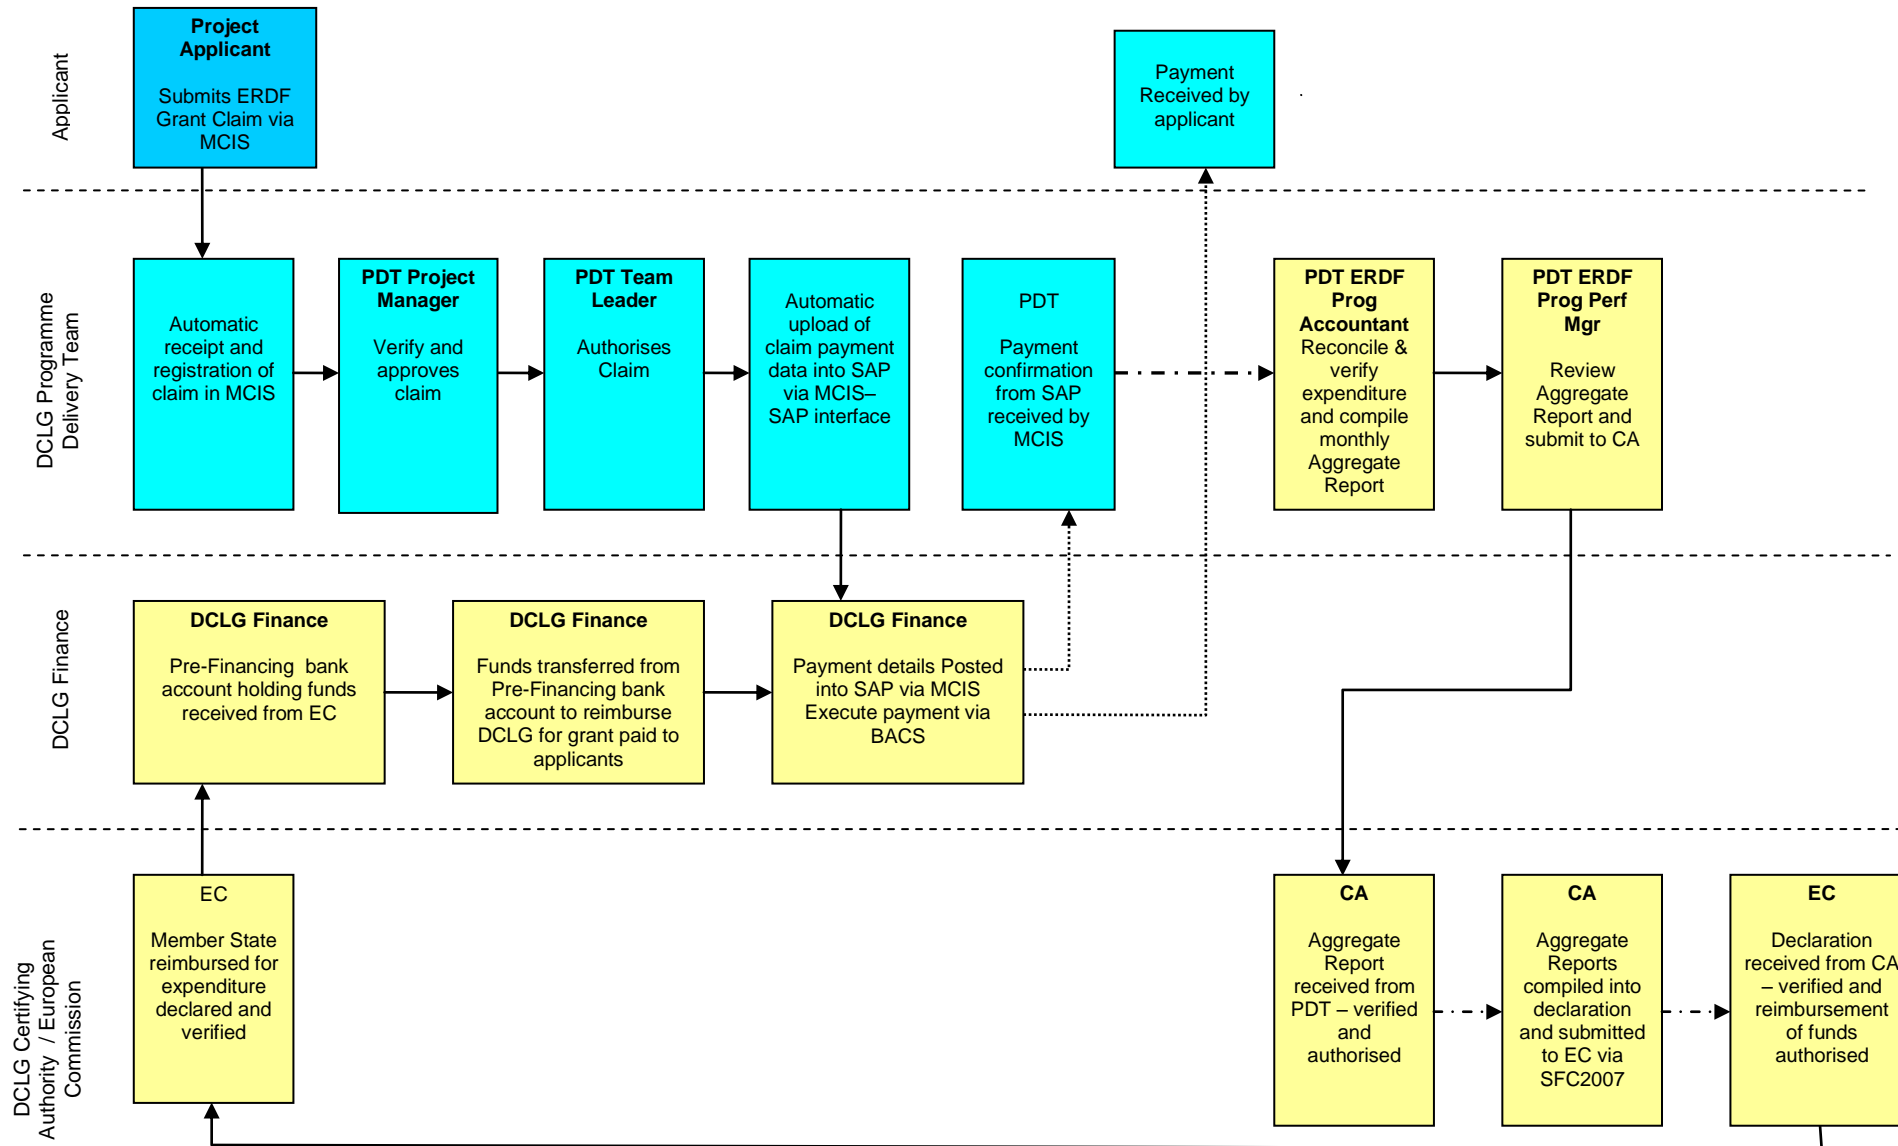 Applicant
Project
Applicant
Submits ERDF
Grant Claim via
MCIS
Payment
Received by
applicant
.
DCLG Programme
Delivery Team
Automatic
receipt and
registration of
claim in MCIS
PDT Project
Manager
Verify and
approves
claim
PDT Team
Leader
Authorises
Claim
Automatic
upload of
claim payment
data into SAP
via MCIS–
SAP interface
PDT
Payment
confirmation
from SAP
received by
MCIS
PDT ERDF
Prog
Accountant
Reconcile &
verify
expenditure
and compile
monthly
Aggregate
Report
PDT ERDF
Prog Perf
Mgr
Review
Aggregate
Report and
submit to CA
DCLG Finance
DCLG Finance
Pre-Financing bank
account holding funds
received from EC
DCLG Finance
Funds transferred from
Pre-Financing bank
account to reimburse
DCLG for grant paid to
applicants
DCLG Finance
Payment details Posted
into SAP via MCIS
Execute payment via
BACS
DCLG Certifying
Authority / European
Commission
EC
Member State
reimbursed for
expenditure
declared and
verified
CA
Aggregate
Report
received from
PDT – verified
and
authorised
CA
Aggregate
Reports
compiled into
declaration
and submitted
to EC via
SFC2007
EC
Declaration
received from CA
– verified and
reimbursement
of funds
authorised